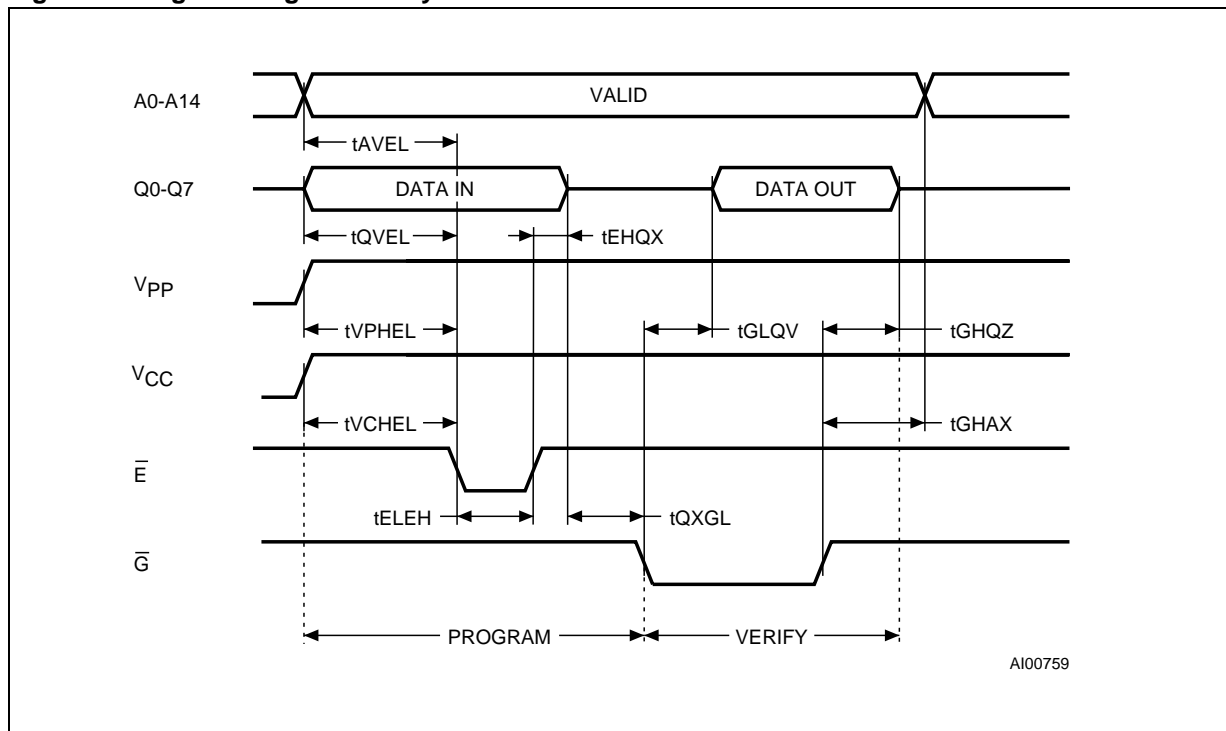 A0-A14
VALID
tAVEL
Q0-Q7
DATA IN
DATA OUT
tQVEL
tEHQX
VPP
tVPHEL
tGLQV
tGHQZ
VCC
tVCHEL
tGHAX
E̅
tELEH
tQXGL
G̅
PROGRAM
VERIFY
AI00759